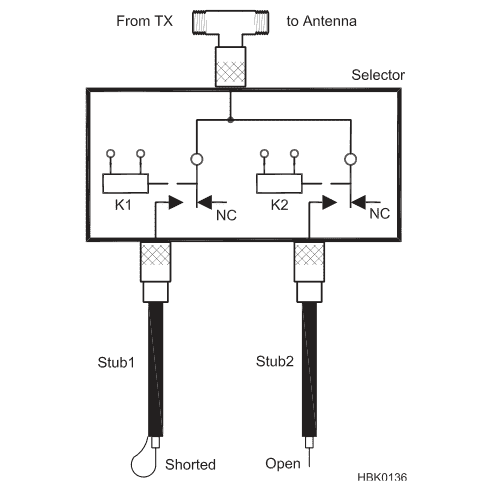 From TX
to Antenna
Selector
K1
NC
K2
NC
Stub1
Stub2
Shorted
Open
HBK0136